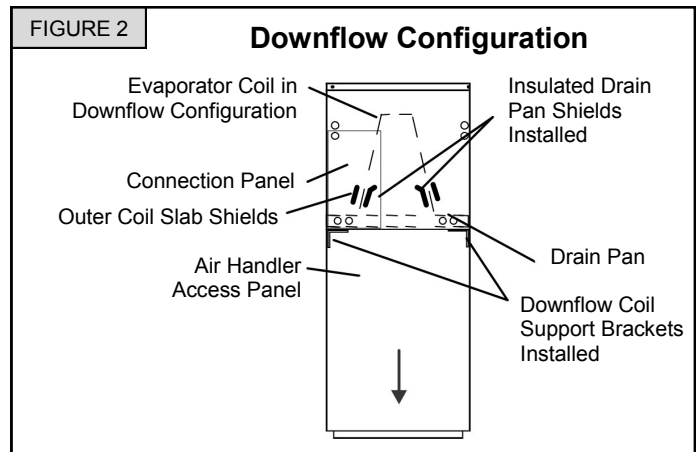 FIGURE 2
Downflow Configuration
Evaporator Coil in
Downflow Configuration
Connection Panel
Outer Coil Slab Shields
Air Handler
Access Panel
Insulated Drain
Pan Shields
Installed
Drain Pan
Downflow Coil
Support Brackets
Installed